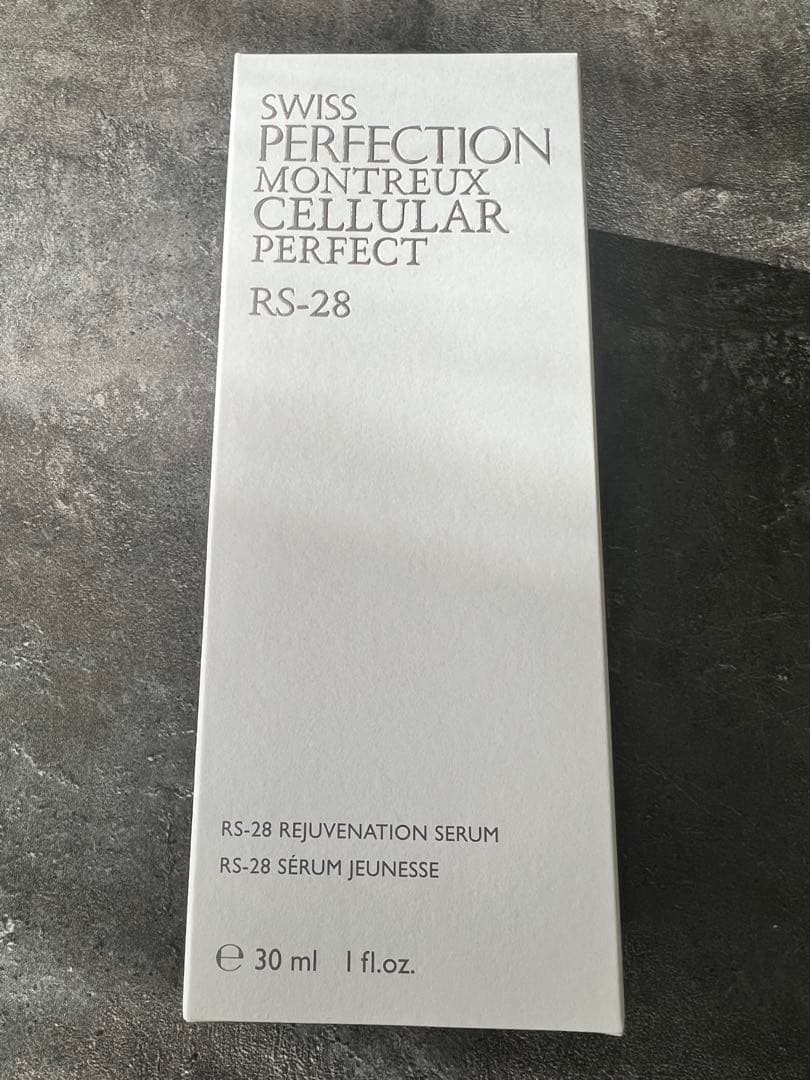 SWISS
PERFECTION
MONTREUX
CELLULAR
PERFECT
RS-28
RS-28 REJUVENATION SERUM
RS-28 SÉRUM JEUNESSE
℮ 30 ml 1 fl.oz.